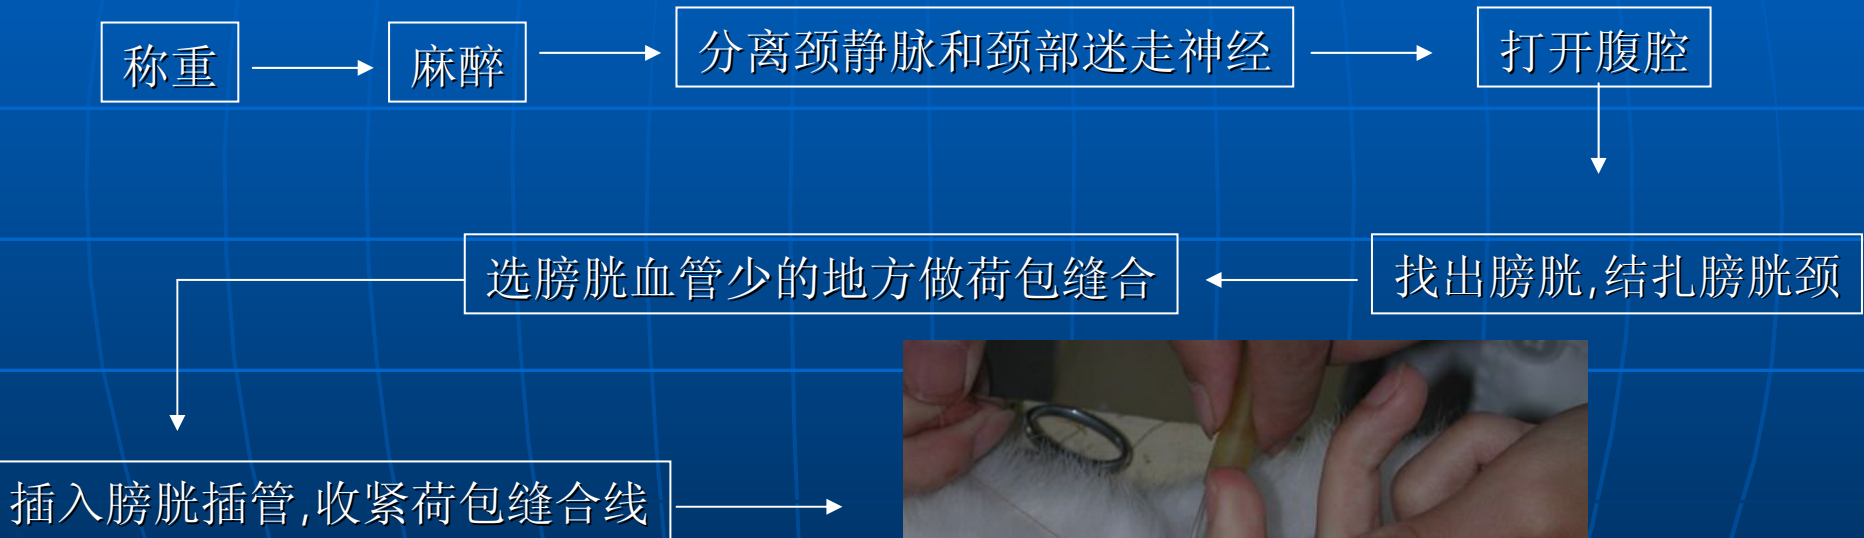 称重
麻醉
分离颈静脉和颈部迷走神经
打开腹腔
找出膀胱,结扎膀胱颈
选膀胱血管少的地方做荷包缝合
插入膀胱插管,收紧荷包缝合线